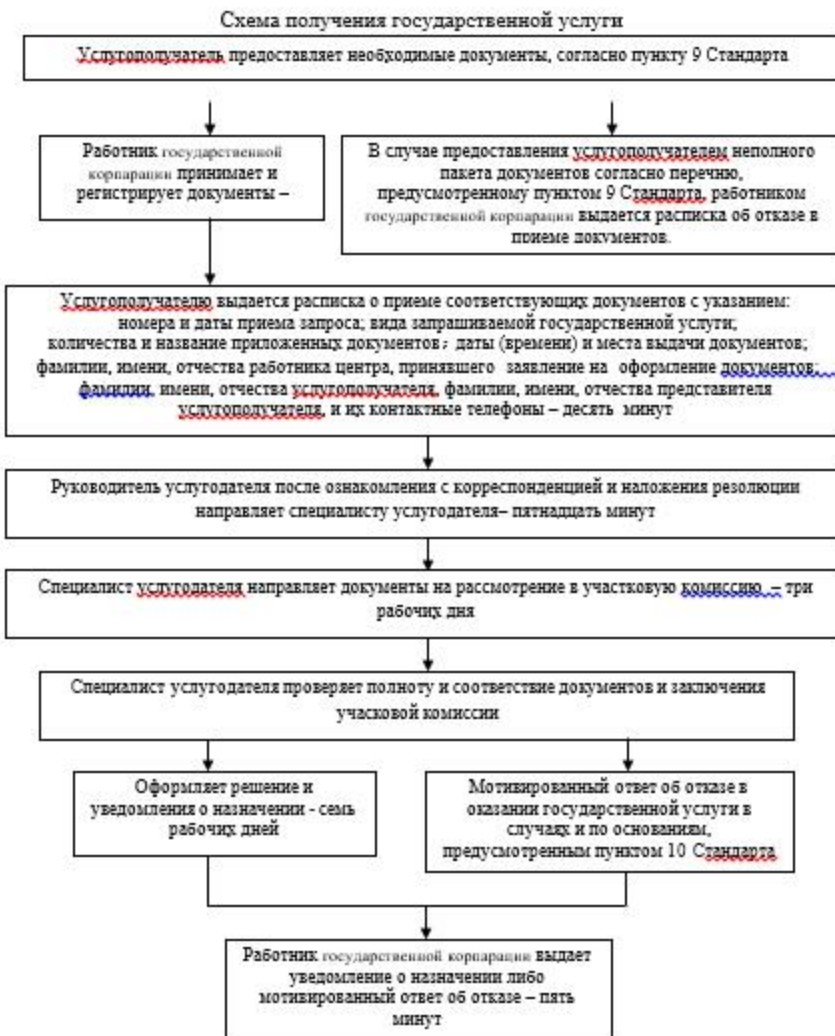 Схема получения государственной услуги
Услугополучатель предоставляет необходимые документы, согласно пункту 9 Стандарта
Работник государственной
корпарации принимает и
регистрирует документы –
В случае предоставления услугополучателем неполного
пакета документов согласно перечню,
предусмотренному пунктом 9 Стандарта, работником
государственной корпарации выдается расписка об отказе в
приеме документов.
Услугополучателю выдается расписка о приеме соответствующих документов с указанием:
номера и даты приема запроса; вида запрашиваемой государственной услуги;
количества и название приложенных документов; даты (времени) и места выдачи документов;
фамилии, имени, отчества работника центра, принявшего заявление на оформление документов;
фамилии, имени, отчества услугополучателя, фамилии, имени, отчества представителя
услугополучателя, и их контактные телефоны – десять минут
Руководитель услугодателя после ознакомления с корреспонденцией и наложения резолюции
направляет специалисту услугодателя– пятнадцать минут
Специалист услугодателя направляет документы на рассмотрение в участковую комиссию – три
рабочих дня
Специалист услугодателя проверяет полноту и соответствие документов и заключения
учасковой комиссии
Оформляет решение и
уведомления о назначении - семь
рабочих дней
Мотивированный ответ об отказе в
оказании государственной услуги в
случаях и по основаниям,
предусмотренным пунктом 10 Стандарта
Работник государственной корпарации выдает
уведомление о назначении либо
мотивированный ответ об отказе – пять
минут